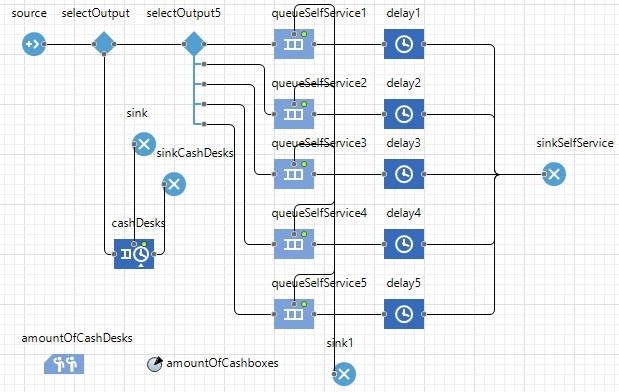 source
selectOutput
selectOutput5
queueSelfService1
delay1
queueSelfService2
delay2
sink
queueSelfService3
delay3
sinkSelfService
sinkCashDesks
cashDesks
queueSelfService4
delay4
queueSelfService5
delay5
amountOfCashDesks
sink1
amountOfCashboxes